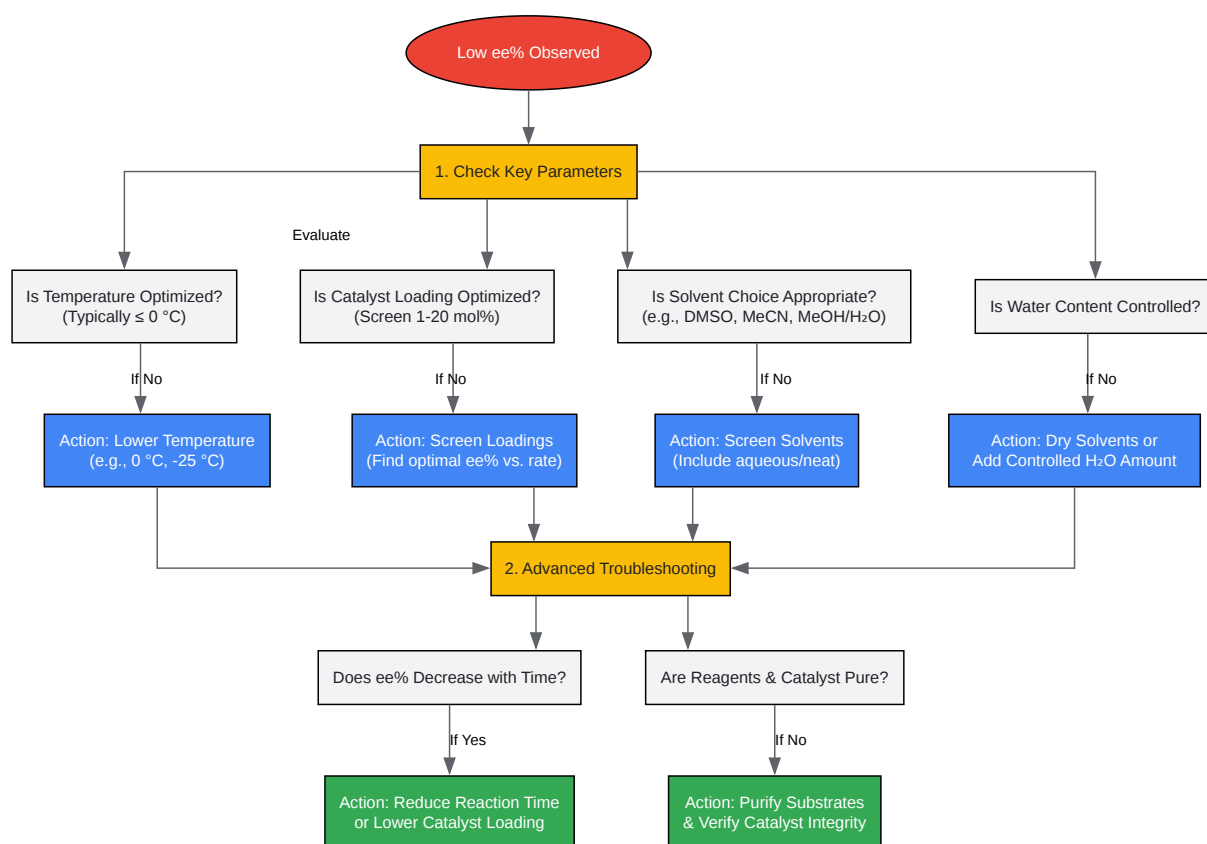 Low ee% Observed
1. Check Key Parameters
Evaluate
Is Temperature Optimized?
(Typically ≤ 0 °C)
Is Catalyst Loading Optimized?
(Screen 1-20 mol%)
Is Solvent Choice Appropriate?
(e.g., DMSO, MeCN, MeOH/H₂O)
Is Water Content Controlled?
If No
If No
If No
If No
Action: Lower Temperature
(e.g., 0 °C, -25 °C)
Action: Screen Loadings
(Find optimal ee% vs. rate)
Action: Screen Solvents
(Include aqueous/neat)
Action: Dry Solvents or
Add Controlled H₂O Amount
2. Advanced Troubleshooting
Does ee% Decrease with Time?
Are Reagents & Catalyst Pure?
If Yes
If No
Action: Reduce Reaction Time
or Lower Catalyst Loading
Action: Purify Substrates
& Verify Catalyst Integrity